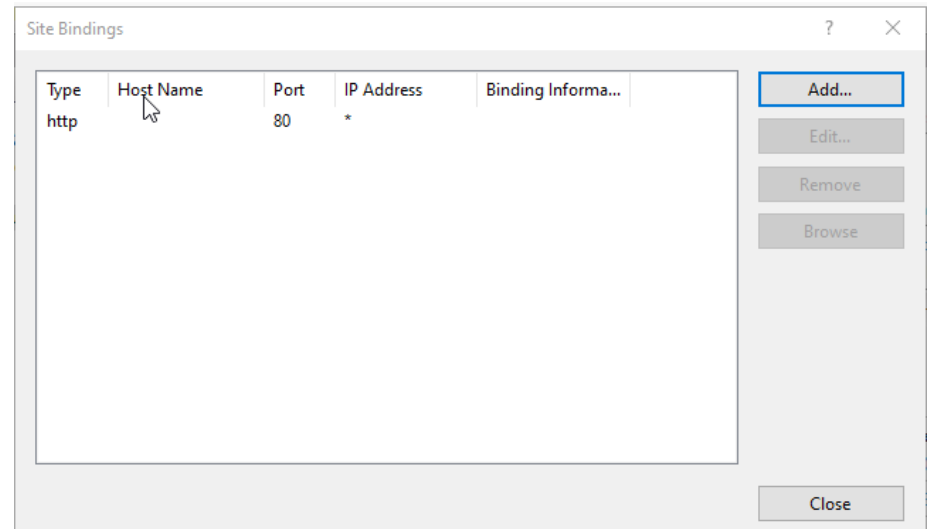 Site Bindings ? ✕
Type Host Name Port IP Address Binding Informa...
http 80 *
Add...
Edit...
Remove
Browse
Close